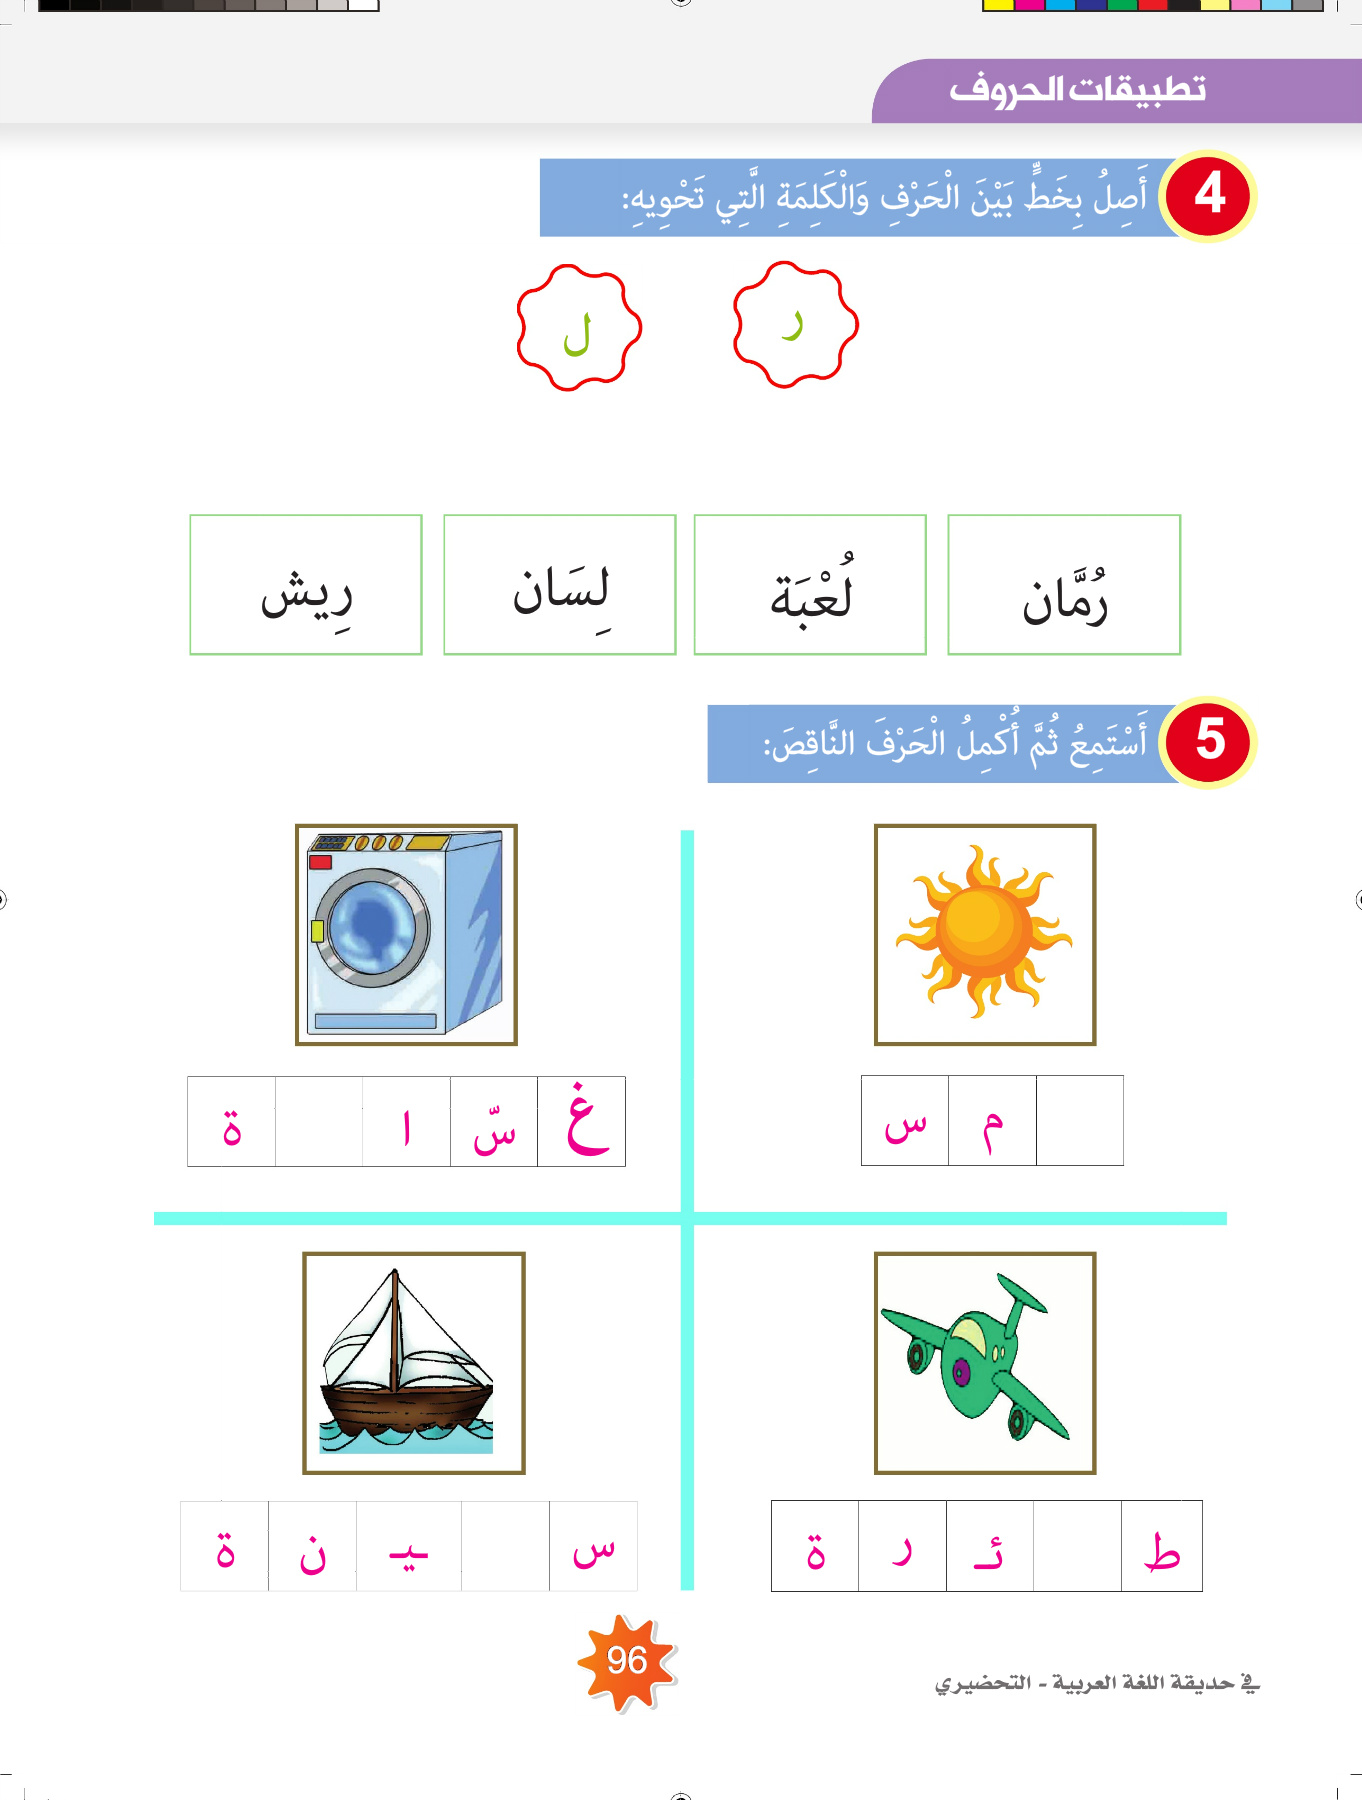 تطبيقات الحروف
4 أَصِلُ بِخَطٍّ بَيْنَ الْحَرْفِ وَالْكَلِمَةِ الَّتِي تَحْوِيهِ:
ر ل
رُمَّان لُعْبَة لِسَان رِيش
5 أَسْتَمِعُ ثُمَّ أُكْمِلُ الْحَرْفَ النَّاقِصَ:
م س
غ سّ ا ة
ط ئـ ر ة
س يـ ن ة
96
في حديقة اللغة العربية - التحضيري